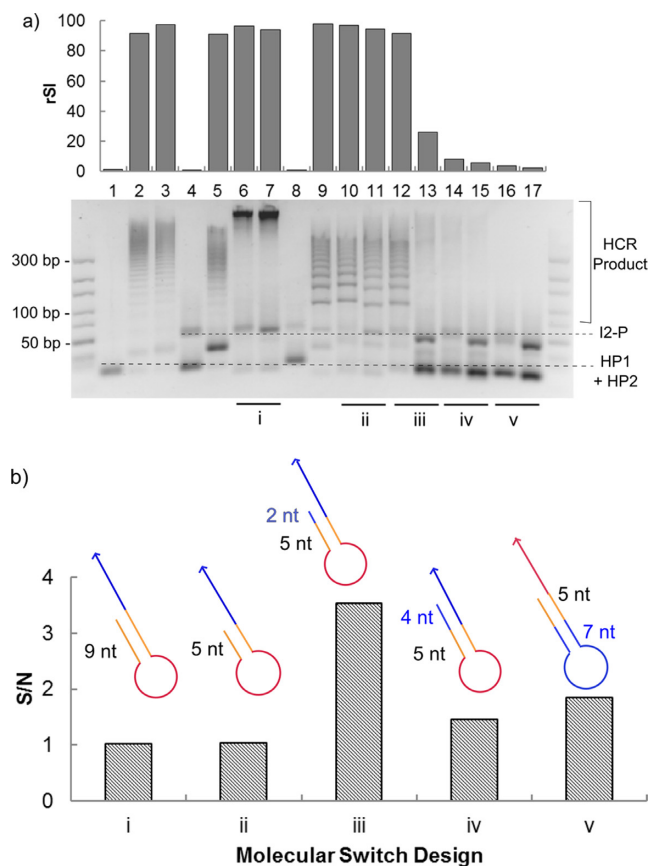 a)
100
80
60
40
20
0
rSI
1 2 3 4 5 6 7 8 9 10 11 12 13 14 15 16 17
300 bp -
100 bp -
50 bp -
HCR
Product
I2-P
HP1
+ HP2
i ii iii iv v
b)
2 nt
5 nt
9 nt
5 nt
4 nt
5 nt
5 nt
7 nt
4
3
2
1
0
S/N
i ii iii iv v
Molecular Switch Design